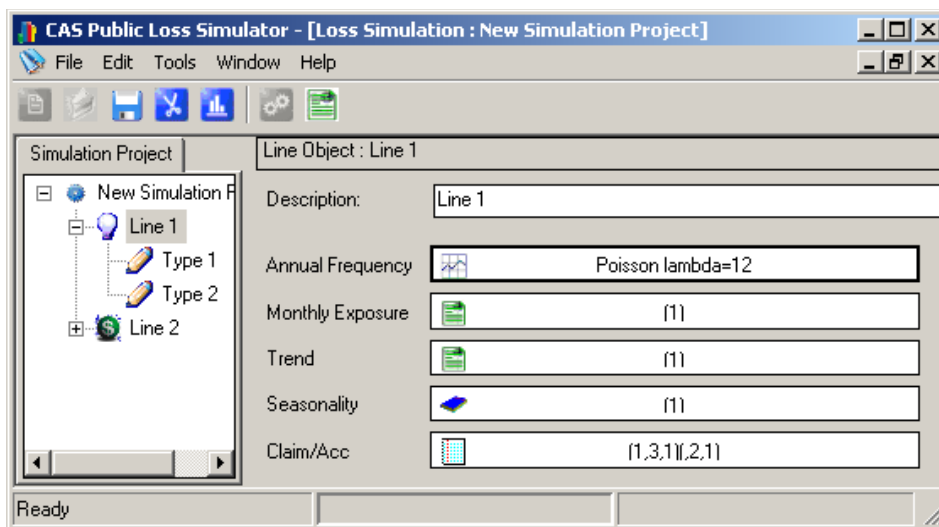 CAS Public Loss Simulator - [Loss Simulation : New Simulation Project]
File Edit Tools Window Help
Simulation Project
New Simulation P
Line 1
Type 1
Type 2
Line 2
Line Object : Line 1
Description: Line 1
Annual Frequency Poisson lambda=12
Monthly Exposure (1)
Trend (1)
Seasonality (1)
Claim/Acc (1,3,1)(,2,1)
Ready